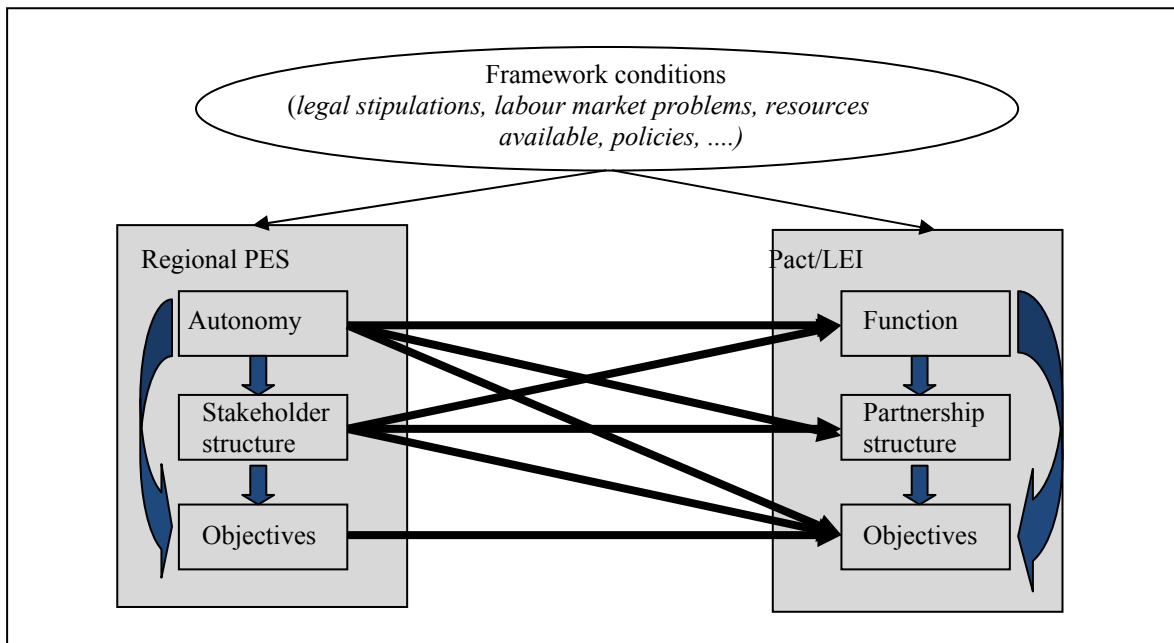 Framework conditions
(legal stipulations, labour market problems, resources
available, policies, ....)
Regional PES
Pact/LEI
Autonomy
Function
Stakeholder
structure
Partnership
structure
Objectives
Objectives